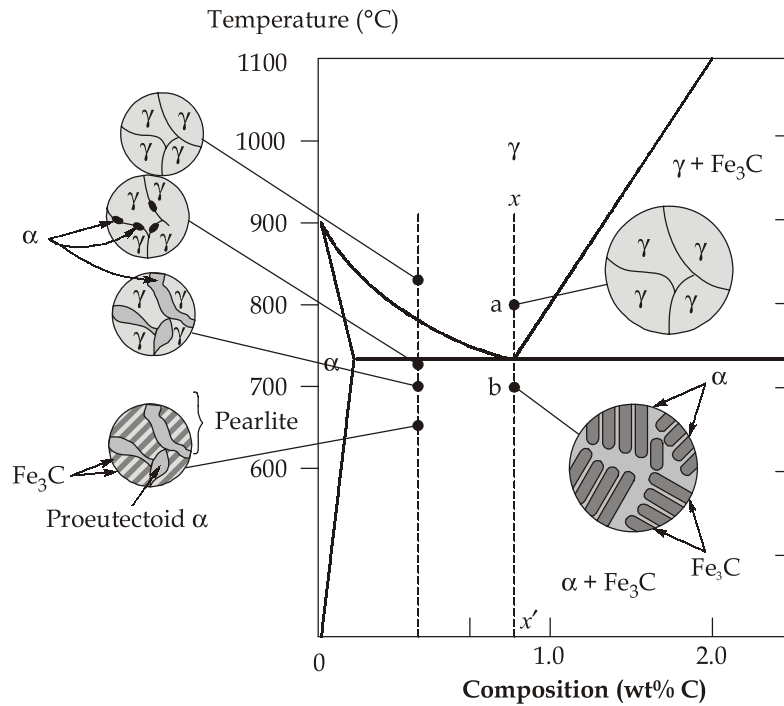 Temperature (°C)
1100
1000
900
800
700
600
γ
γ
γ
γ
γ
γ
γ
γ
α
γ
γ
γ
γ
Pearlite
Fe₃C
Proeutectoid α
α
γ
x
γ + Fe₃C
γ
γ
γ
γ
a
b
α
Fe₃C
α + Fe₃C
x′
0
1.0
2.0
Composition (wt% C)